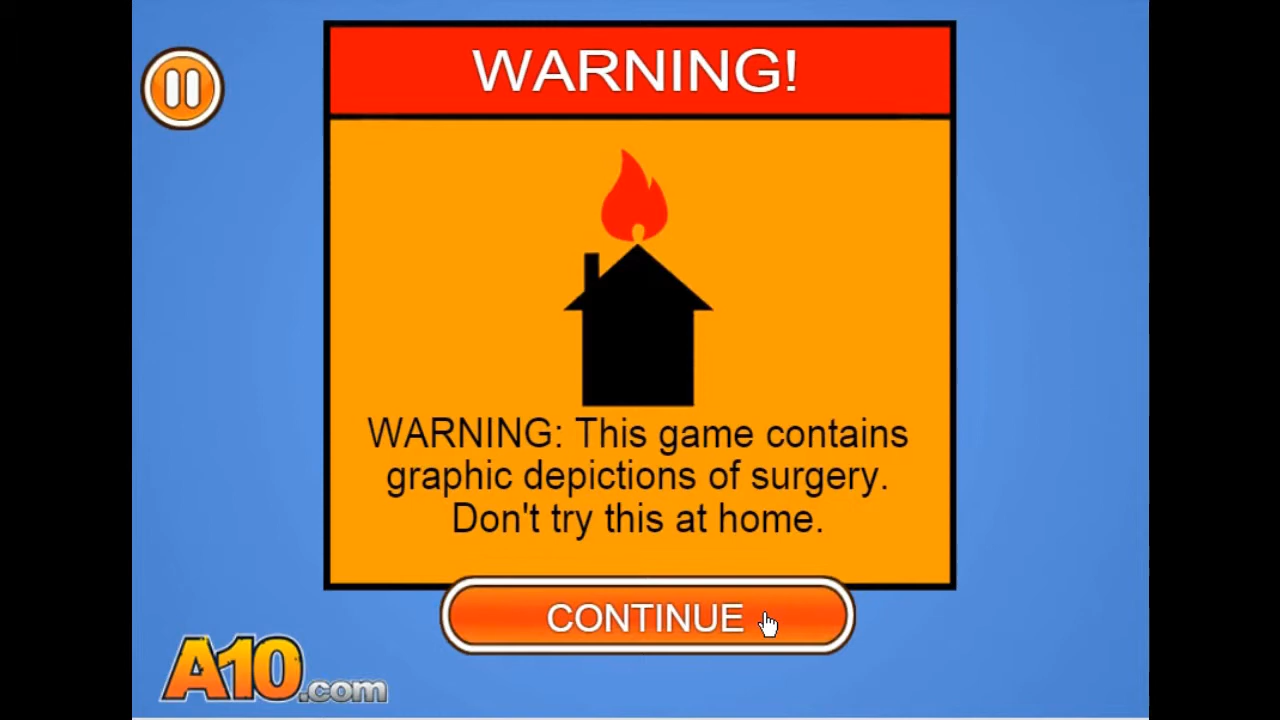 WARNING!
WARNING: This game contains
graphic depictions of surgery.
Don't try this at home.
CONTINUE
A10.com